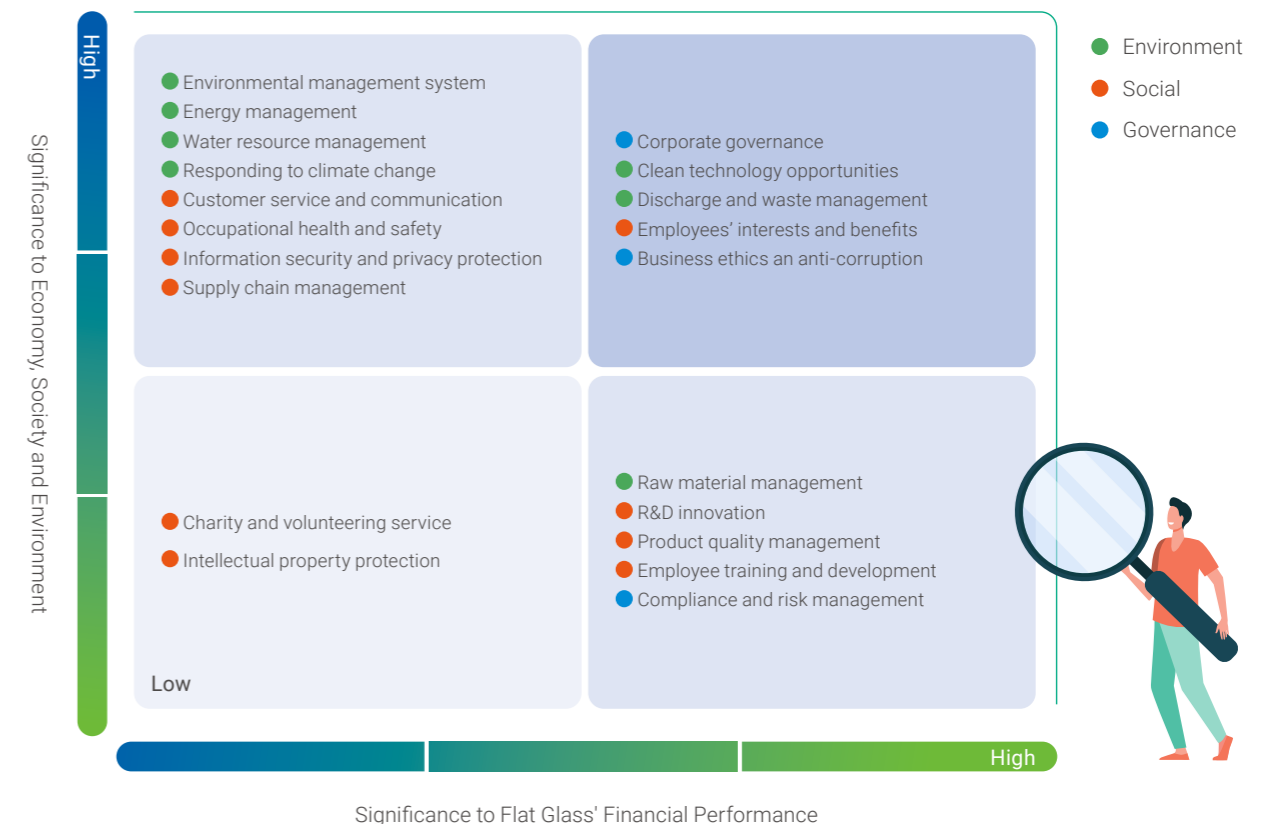 High
Significance to Economy, Society and Environment
Environmental management system
Energy management
Water resource management
Responding to climate change
Customer service and communication
Occupational health and safety
Information security and privacy protection
Supply chain management
Corporate governance
Clean technology opportunities
Discharge and waste management
Employees' interests and benefits
Business ethics an anti-corruption
Environment
Social
Governance
Charity and volunteering service
Intellectual property protection
Low
Raw material management
R&D innovation
Product quality management
Employee training and development
Compliance and risk management
High
Significance to Flat Glass' Financial Performance